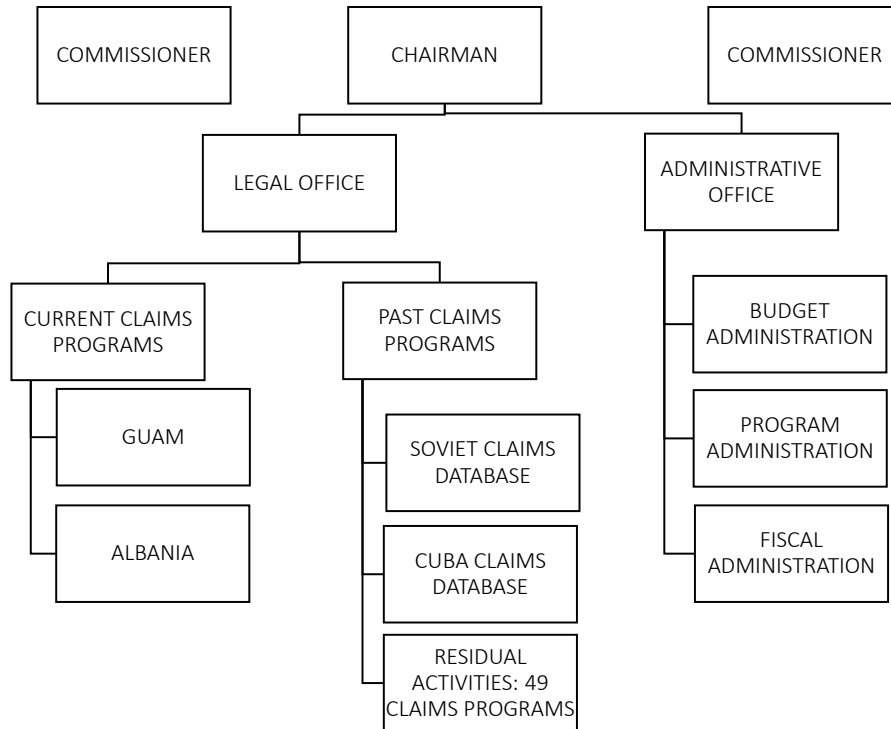 COMMISSIONER
CHAIRMAN
COMMISSIONER
LEGAL OFFICE
ADMINISTRATIVE
OFFICE
CURRENT CLAIMS
PROGRAMS
PAST CLAIMS
PROGRAMS
BUDGET
ADMINISTRATION
GUAM
SOVIET CLAIMS
DATABASE
PROGRAM
ADMINISTRATION
ALBANIA
CUBA CLAIMS
DATABASE
FISCAL
ADMINISTRATION
RESIDUAL
ACTIVITIES: 49
CLAIMS PROGRAMS